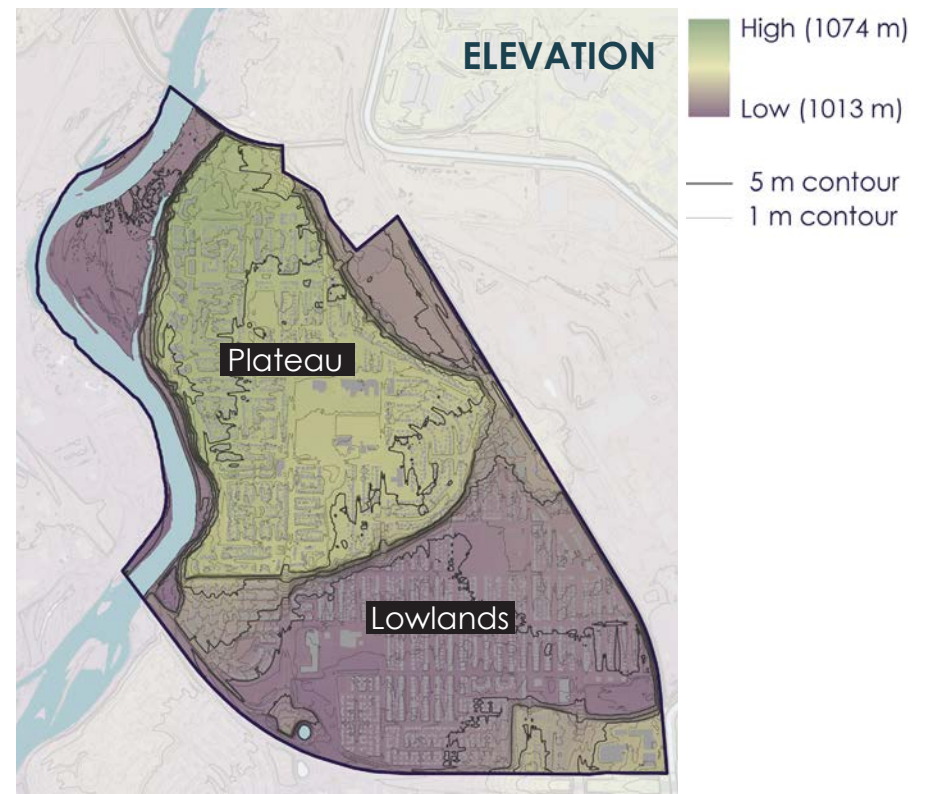 ELEVATION
High (1074 m)
Low (1013 m)
5 m contour
1 m contour
Plateau
Lowlands